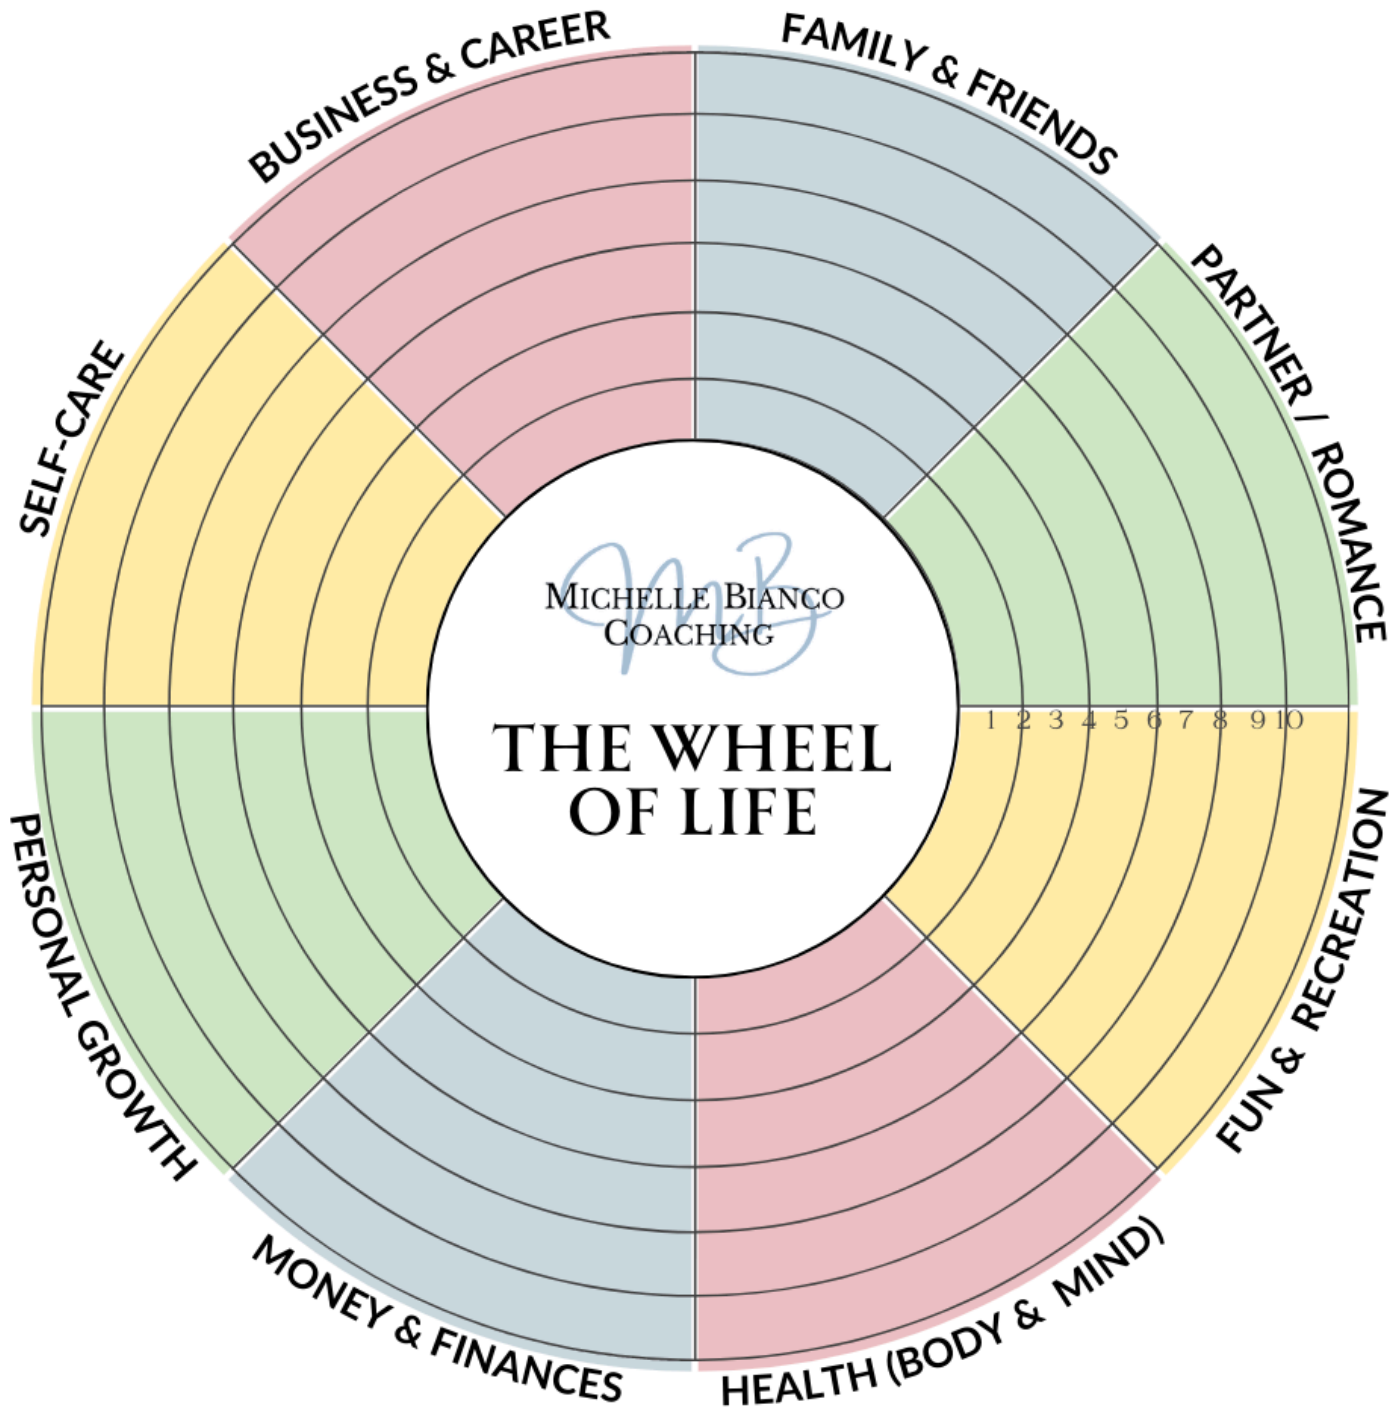 BUSINESS & CAREER
FAMILY & FRIENDS
PARTNER / ROMANCE
SELF-CARE
MB
MICHELLE BIANCO
COACHING
THE WHEEL
OF LIFE
1 2 3 4 5 6 7 8 9 10
FUN & RECREATION
PERSONAL GROWTH
MONEY & FINANCES
HEALTH (BODY & MIND)